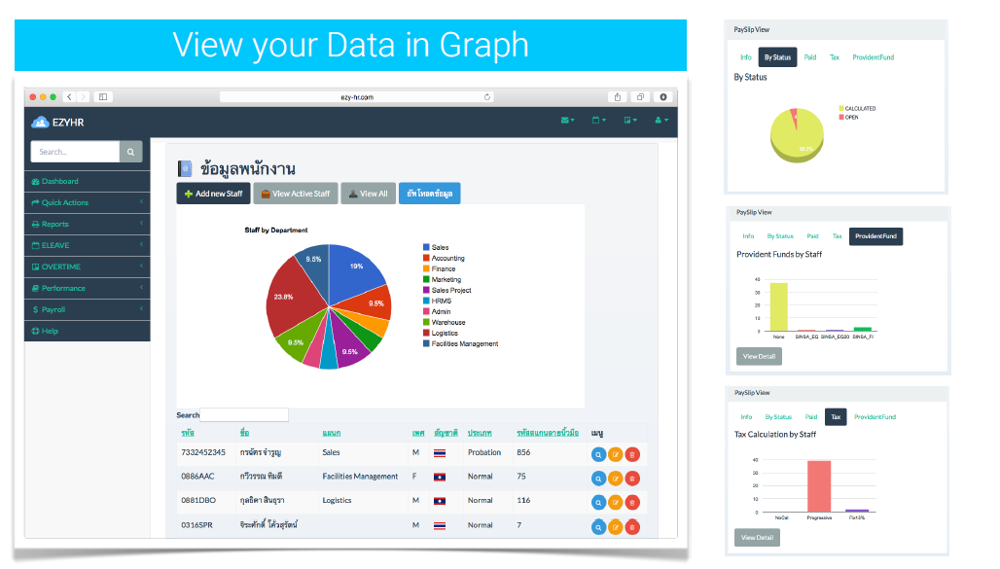 View your Data in Graph
ezy-hr.com
EZYHR
Search...
Dashboard
Quick Actions
Reports
ELEAVE
OVERTIME
Performance
Payroll
Help
ข้อมูลพนักงาน
Add new Staff View Active Staff View All อัพโหลดข้อมูล
Staff by Department
19%
9.5%
9.5%
9.5%
23.8%
9.5%
Sales
Accounting
Finance
Marketing
Sales Project
HRMS
Admin
Warehouse
Logistics
Facilities Management
Search
รหัส ชื่อ แผนก เพศ สัญชาติ ประเภท รหัสสแกนลายนิ้วมือ เมนู
7332452345 กรฉัตร จำรูญ Sales M Probation 856
0886AAC กวีวรรณ ทิมดี Facilities Management F Normal 75
0881DBO กุลธิดา สินธุรา Logistics M Normal 116
03165PR จิระศักดิ์ โค้วสุรัตน์ M Normal 7
PaySlip View
Info By Status Paid Tax ProvidentFund
By Status
CALCULATED
OPEN
PaySlip View
Info By Status Paid Tax ProvidentFund
Provident Funds by Staff
40
30
20
10
0
None SINSA_EQ SINSA_EQ20 SINSA_FI
View Detail
PaySlip View
Info By Status Paid Tax ProvidentFund
Tax Calculation by Staff
40
30
20
10
0
NoCal Progressive Fix15%
View Detail